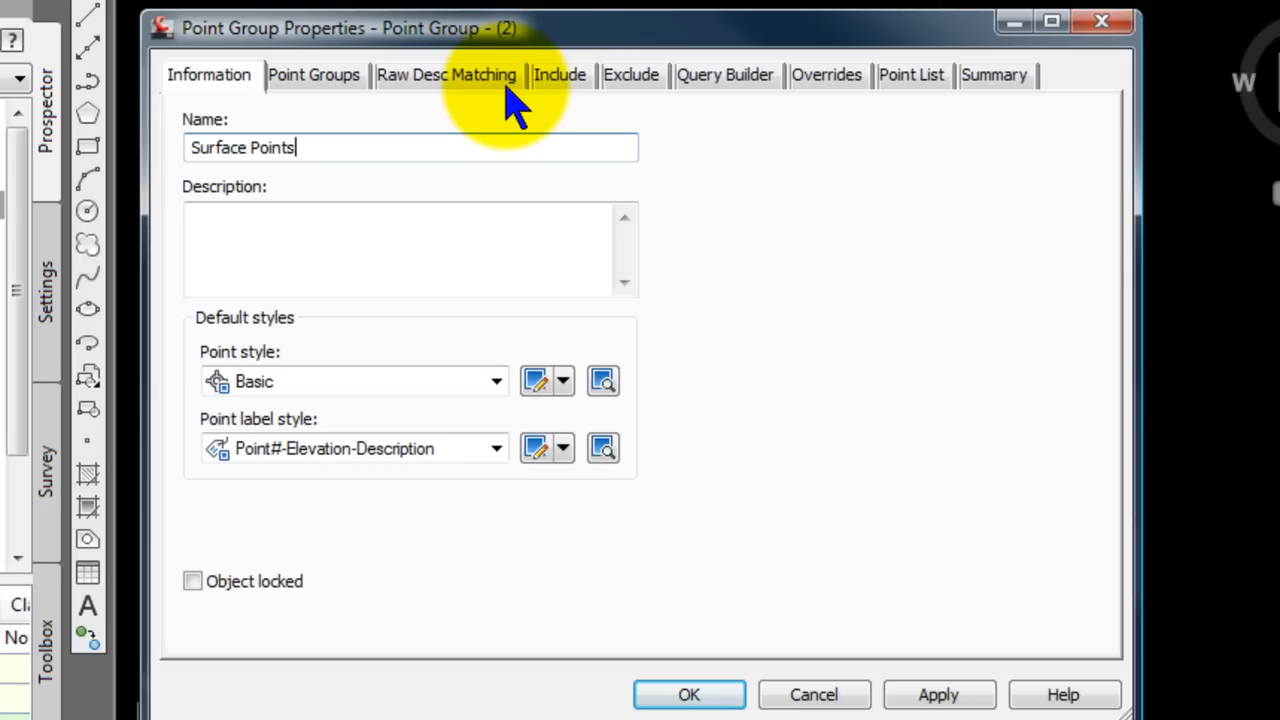 Point Group Properties - Point Group - (2)
?
Prospector
Settings
Survey
Toolbox
Information
Point Groups
Raw Desc Matching
Include
Exclude
Query Builder
Overrides
Point List
Summary
Name:
Surface Points
Description:
Default styles
Point style:
Basic
Point label style:
Point#-Elevation-Description
Object locked
OK
Cancel
Apply
Help
No
A
W